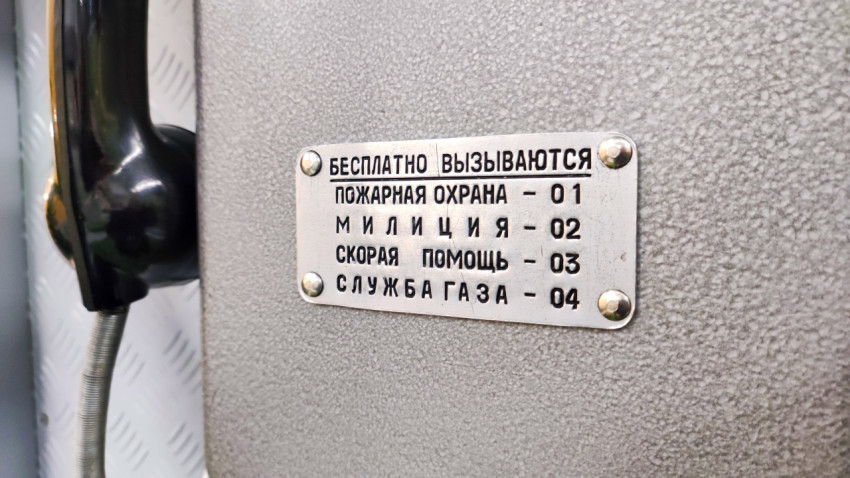 БЕСПЛАТНО ВЫЗЫВАЮТСЯ
ПОЖАРНАЯ ОХРАНА - 01
МИЛИЦИЯ - 02
СКОРАЯ ПОМОЩЬ - 03
СЛУЖБА ГАЗА - 04